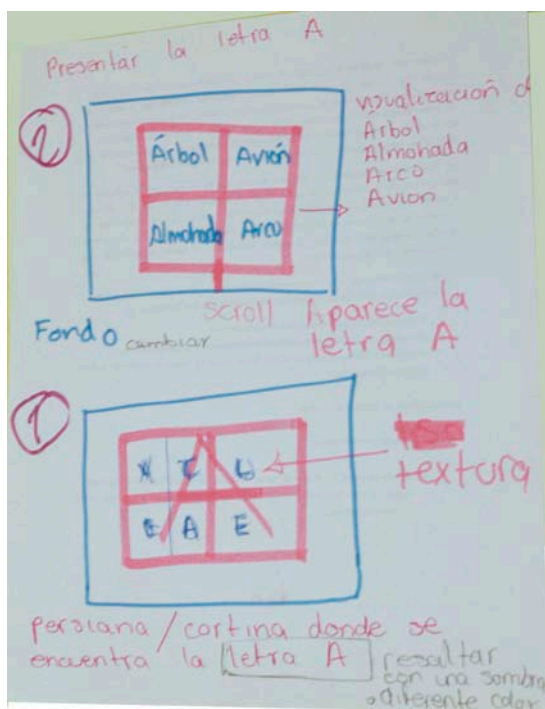 Presentar la letra A
2
visualización d
Árbol
Almohada
Arco
Avion
Árbol Avión
Almohada Arco
scroll Aparece la
letra A
Fondo cambiar
1
textura
A E
persiana / cortina donde se
encuentra la letra A
resaltar
con una sombra
o diferente color